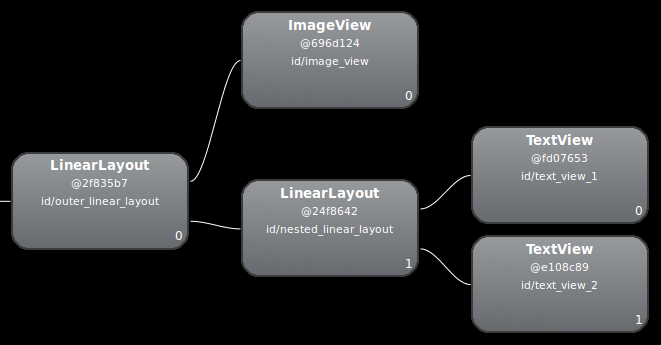 ImageView
@696d124
id/image_view
0
LinearLayout
@2f835b7
id/outer_linear_layout
0
LinearLayout
@24f8642
id/nested_linear_layout
1
TextView
@fd07653
id/text_view_1
0
TextView
@e108c89
id/text_view_2
1